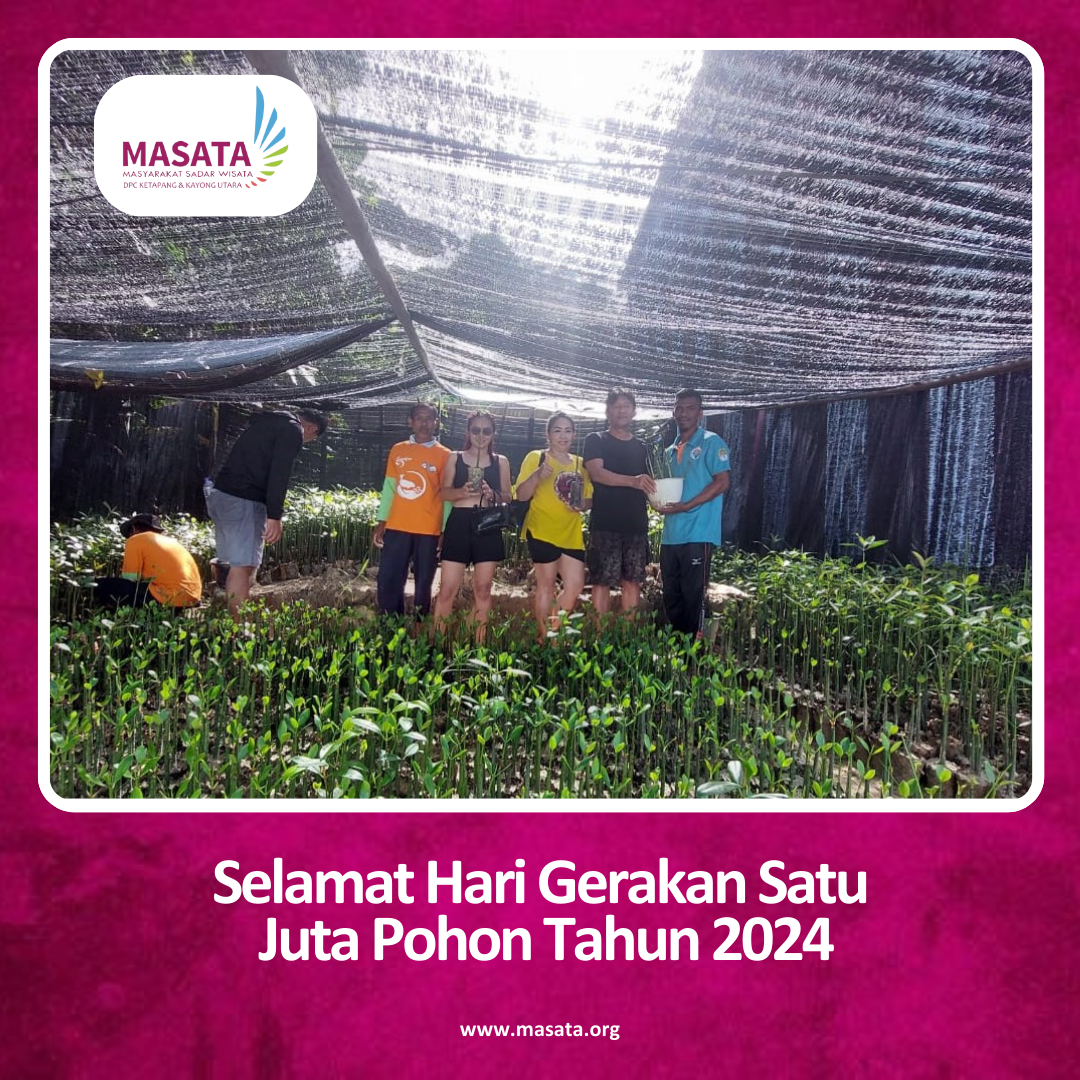 MASATA
MASYARAKAT SADAR WISATA
DPC KETAPANG & KAYONG UTARA
Selamat Hari Gerakan Satu
Juta Pohon Tahun 2024
www.masata.org